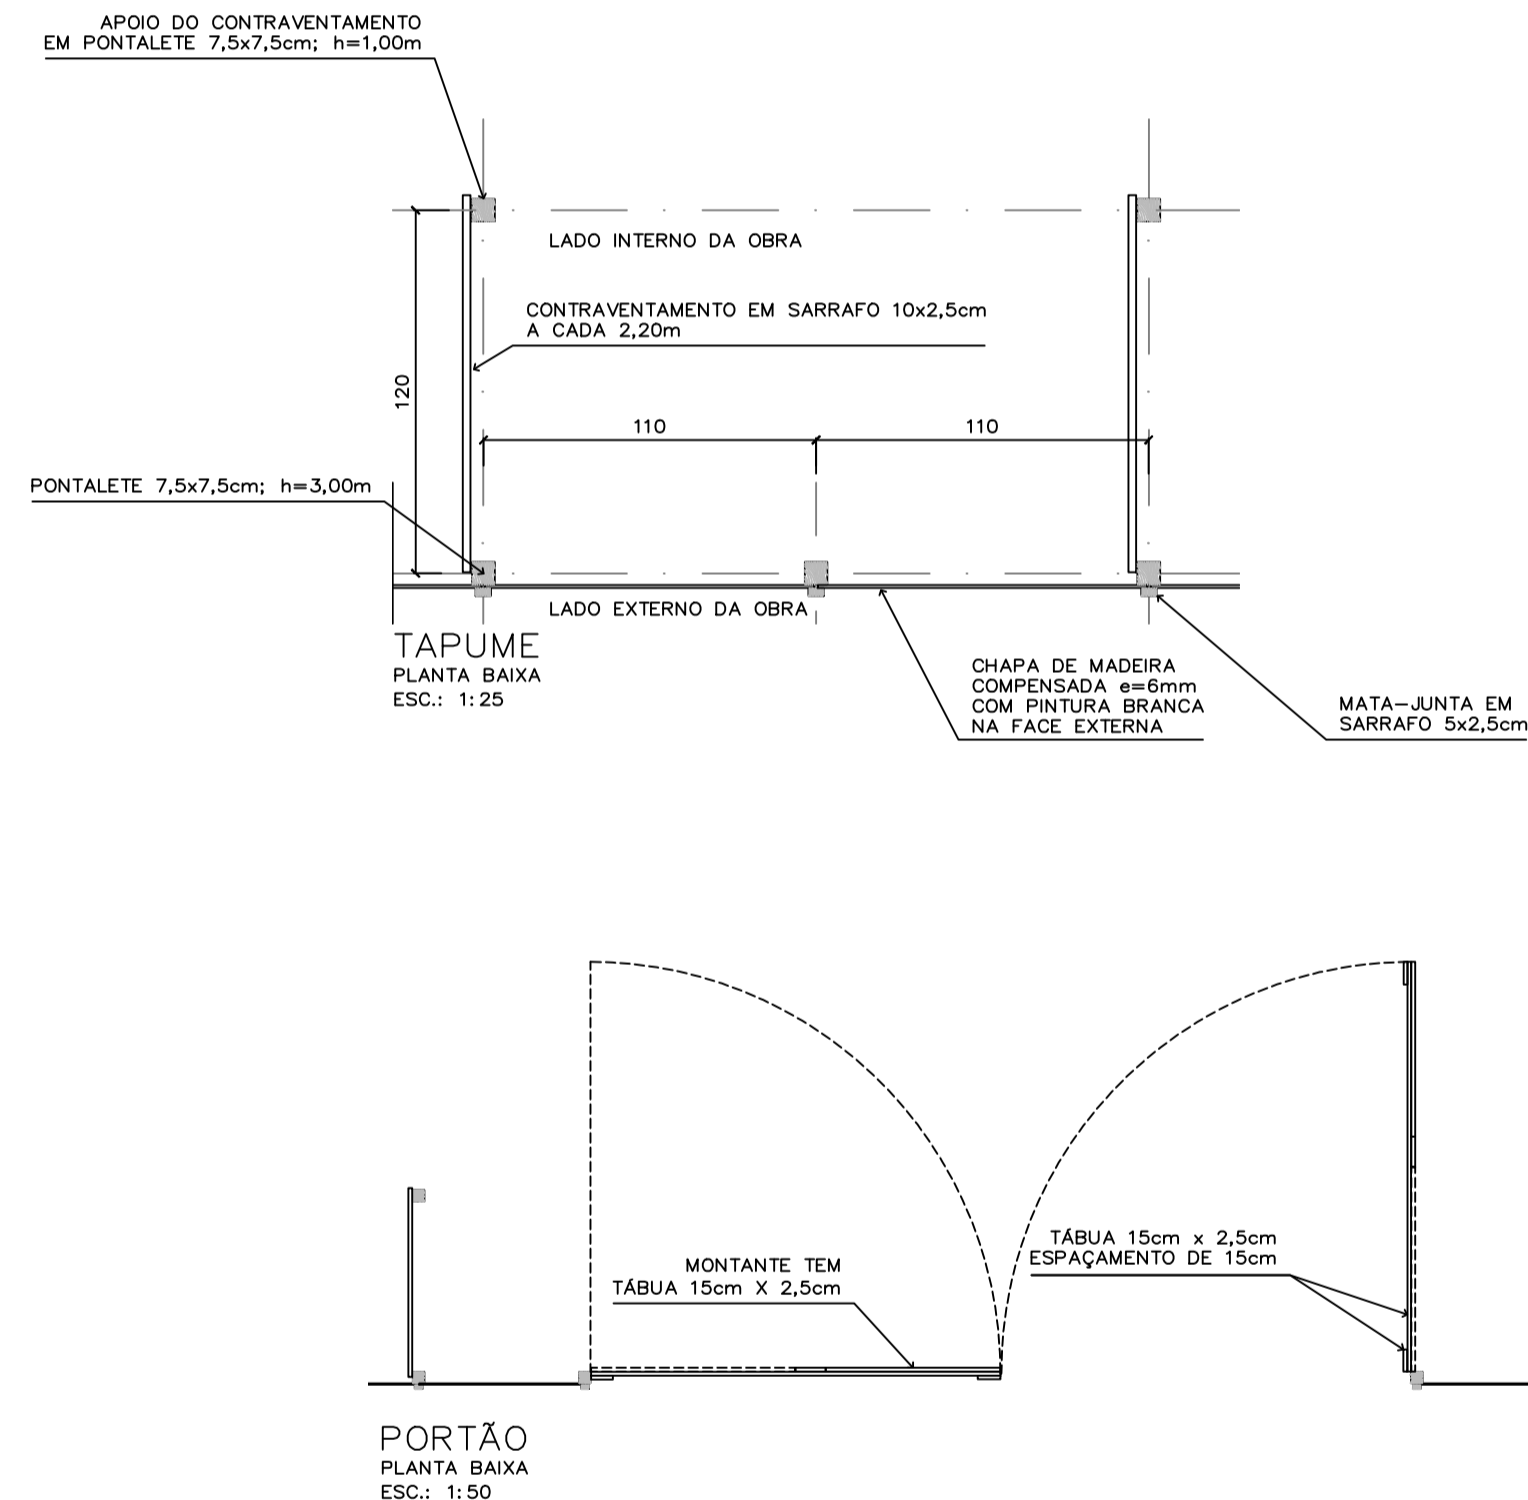 APOIO DO CONTRAVENTAMENTO
EM PONTALETE 7,5x7,5cm; h=1,00m
LADO INTERNO DA OBRA
CONTRAVENTAMENTO EM SARRAFO 10x2,5cm
A CADA 2,20m
120
110
110
PONTALETE 7,5x7,5cm; h=3,00m
LADO EXTERNO DA OBRA
TAPUME
PLANTA BAIXA
ESC.: 1:25
CHAPA DE MADEIRA
COMPENSADA e=6mm
COM PINTURA BRANCA
NA FACE EXTERNA
MATA-JUNTA EM
SARRAFO 5x2,5cm
TÁBUA 15cm x 2,5cm
ESPAÇAMENTO DE 15cm
MONTANTE TEM
TÁBUA 15cm X 2,5cm
PORTÃO
PLANTA BAIXA
ESC.: 1:50